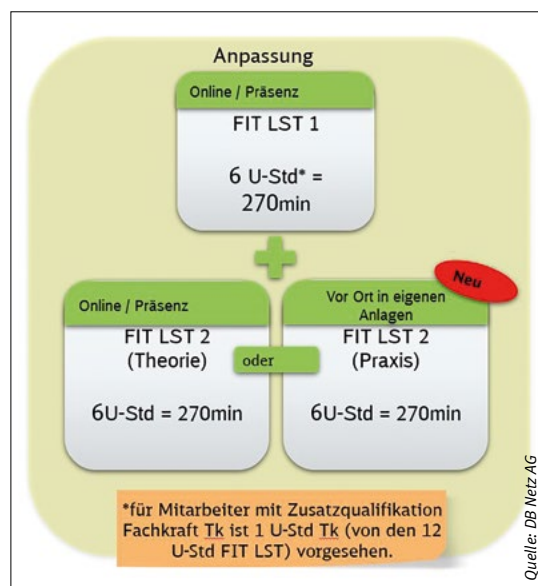 Anpassung
Online / Präsenz
FIT LST 1
6 U-Std* =
270min
Neu
Online / Präsenz
FIT LST 2
(Theorie)
6U-Std = 270min
oder
Vor Ort in eigenen
Anlagen
FIT LST 2
(Praxis)
6U-Std = 270min
*für Mitarbeiter mit Zusatzqualifikation
Fachkraft Tk ist 1 U-Std Tk (von den 12
U-Std FIT LST) vorgesehen.
Quelle: DB Netz AG